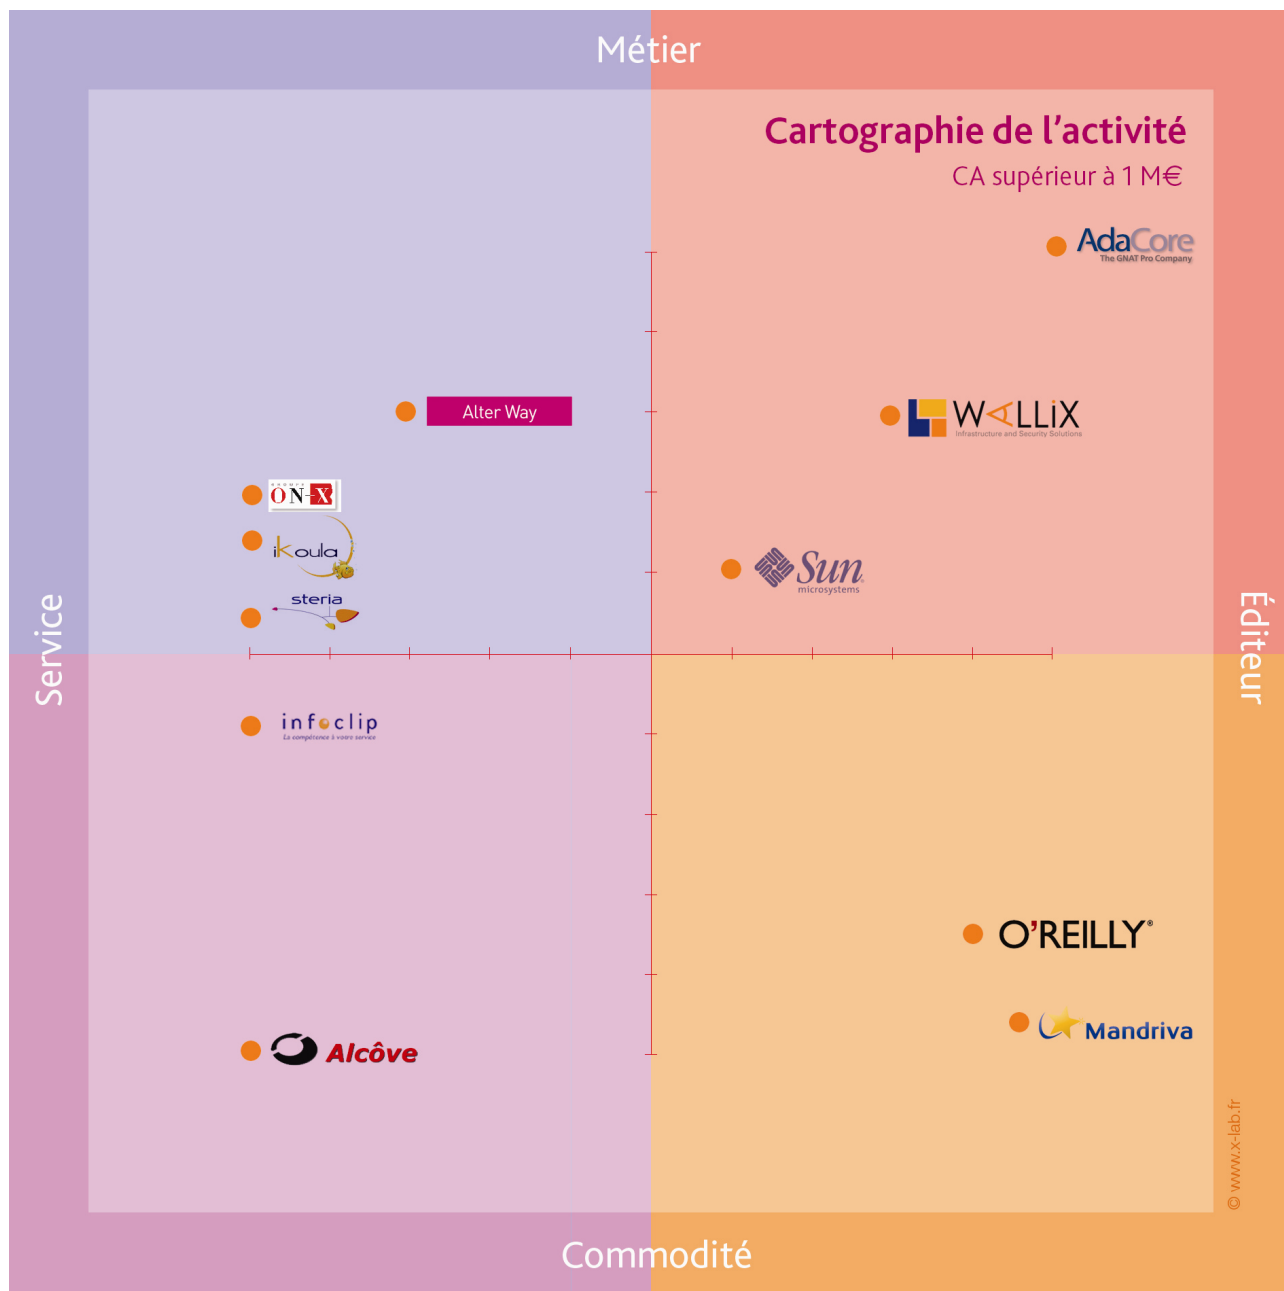 Métier
Cartographie de l’activité
CA supérieur à 1 M€
AdaCore
The GNAT Pro Company
Alter Way
WALLiX
Infrastructure and Security Solutions
GROUPE
ON-X
ikoula
Sun
microsystems
steria
Service
Éditeur
infoclip
La compétence à votre service
O'REILLY®
Mandriva
Alcôve
© www.x-lab.fr
Commodité